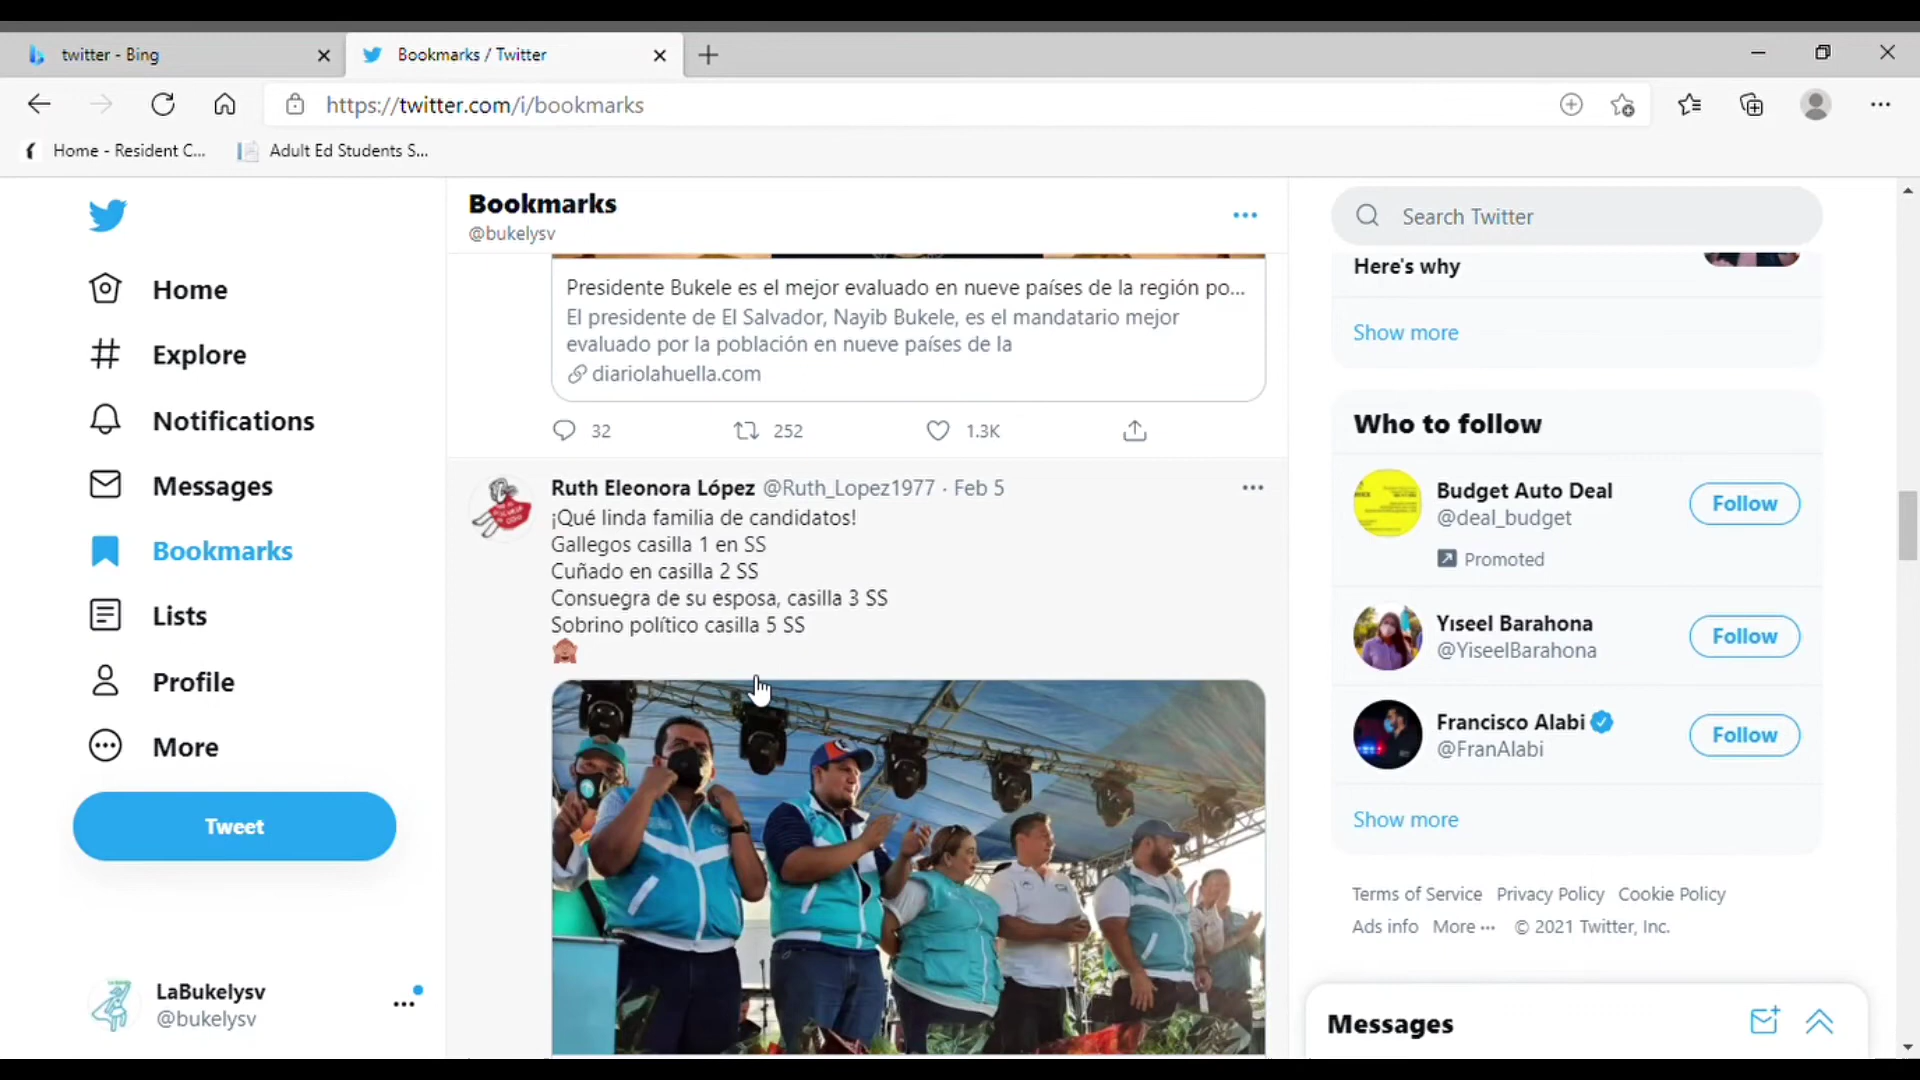 twitter - Bing
Bookmarks / Twitter
https://twitter.com/i/bookmarks
Home - Resident C...
Adult Ed Students S...
Home
Explore
Notifications
Messages
Bookmarks
Lists
Profile
More
Tweet
LaBukelysv
@bukelysv
Bookmarks
@bukelysv
Presidente Bukele es el mejor evaluado en nueve países de la región po...
El presidente de El Salvador, Nayib Bukele, es el mandatario mejor
evaluado por la población en nueve países de la
diariolahuella.com
32 252 1.3K
Ruth Eleonora López @Ruth_Lopez1977 · Feb 5
¡Qué linda familia de candidatos!
Gallegos casilla 1 en SS
Cuñado en casilla 2 SS
Consuegra de su esposa, casilla 3 SS
Sobrino político casilla 5 SS
Search Twitter
Here's why
Show more
Who to follow
Budget Auto Deal
@deal_budget
Follow
Promoted
Yıseel Barahona
@YiseelBarahona
Follow
Francisco Alabi
@FranAlabi
Follow
Show more
Terms of Service Privacy Policy Cookie Policy
Ads info More ··· © 2021 Twitter, Inc.
Messages